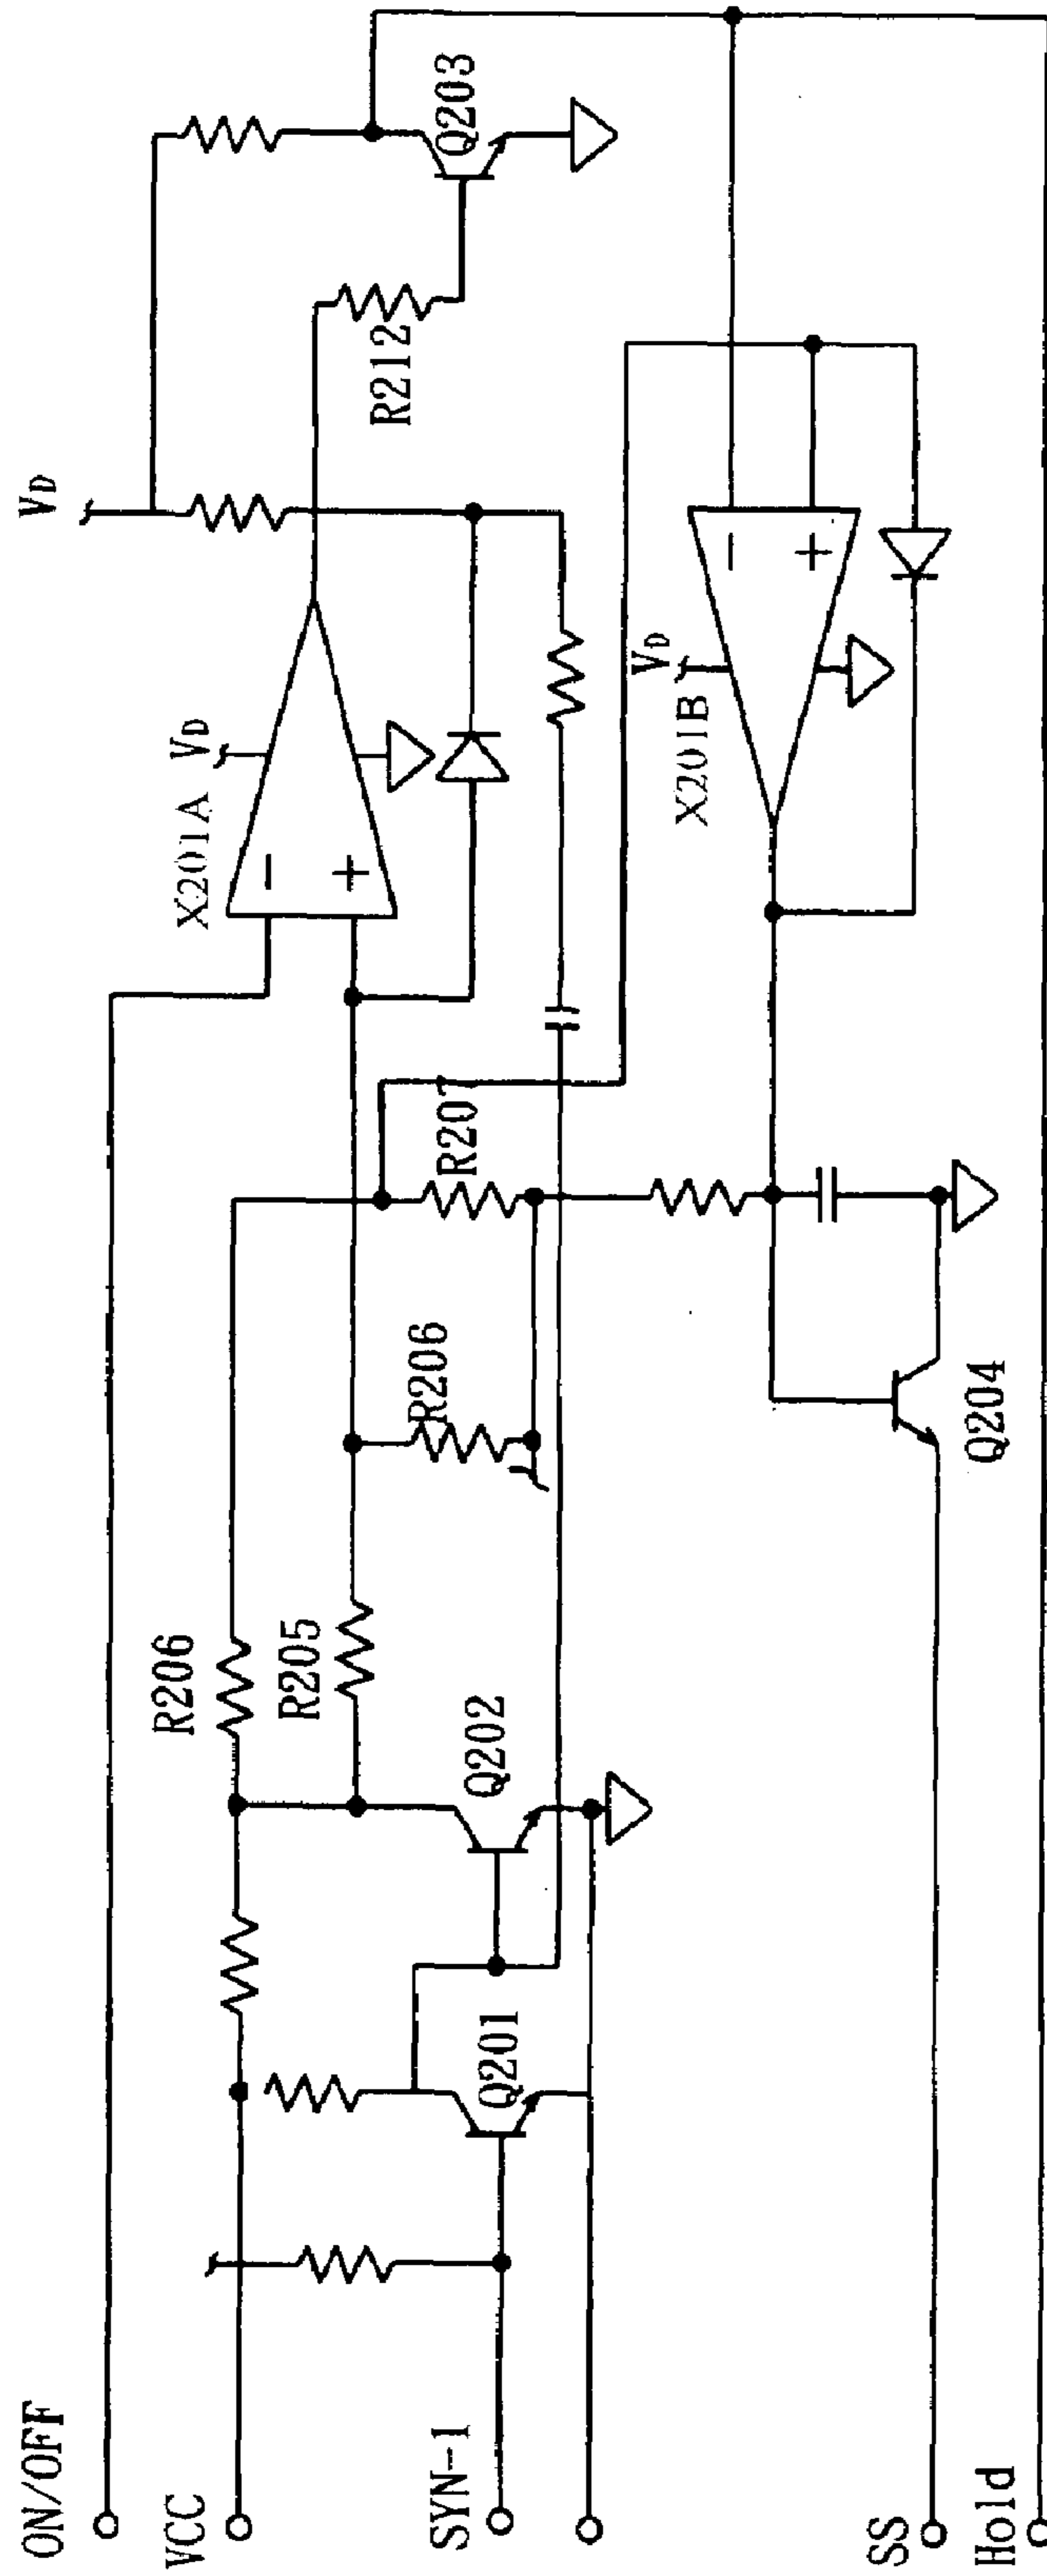 ON/OFF
VCC
SYN-1
SS
Hold
Q201
Q202
R206
R205
R206
R207
Q204
X201A
VD
-
+
VD
R212
Q203
X201B
VD
-
+